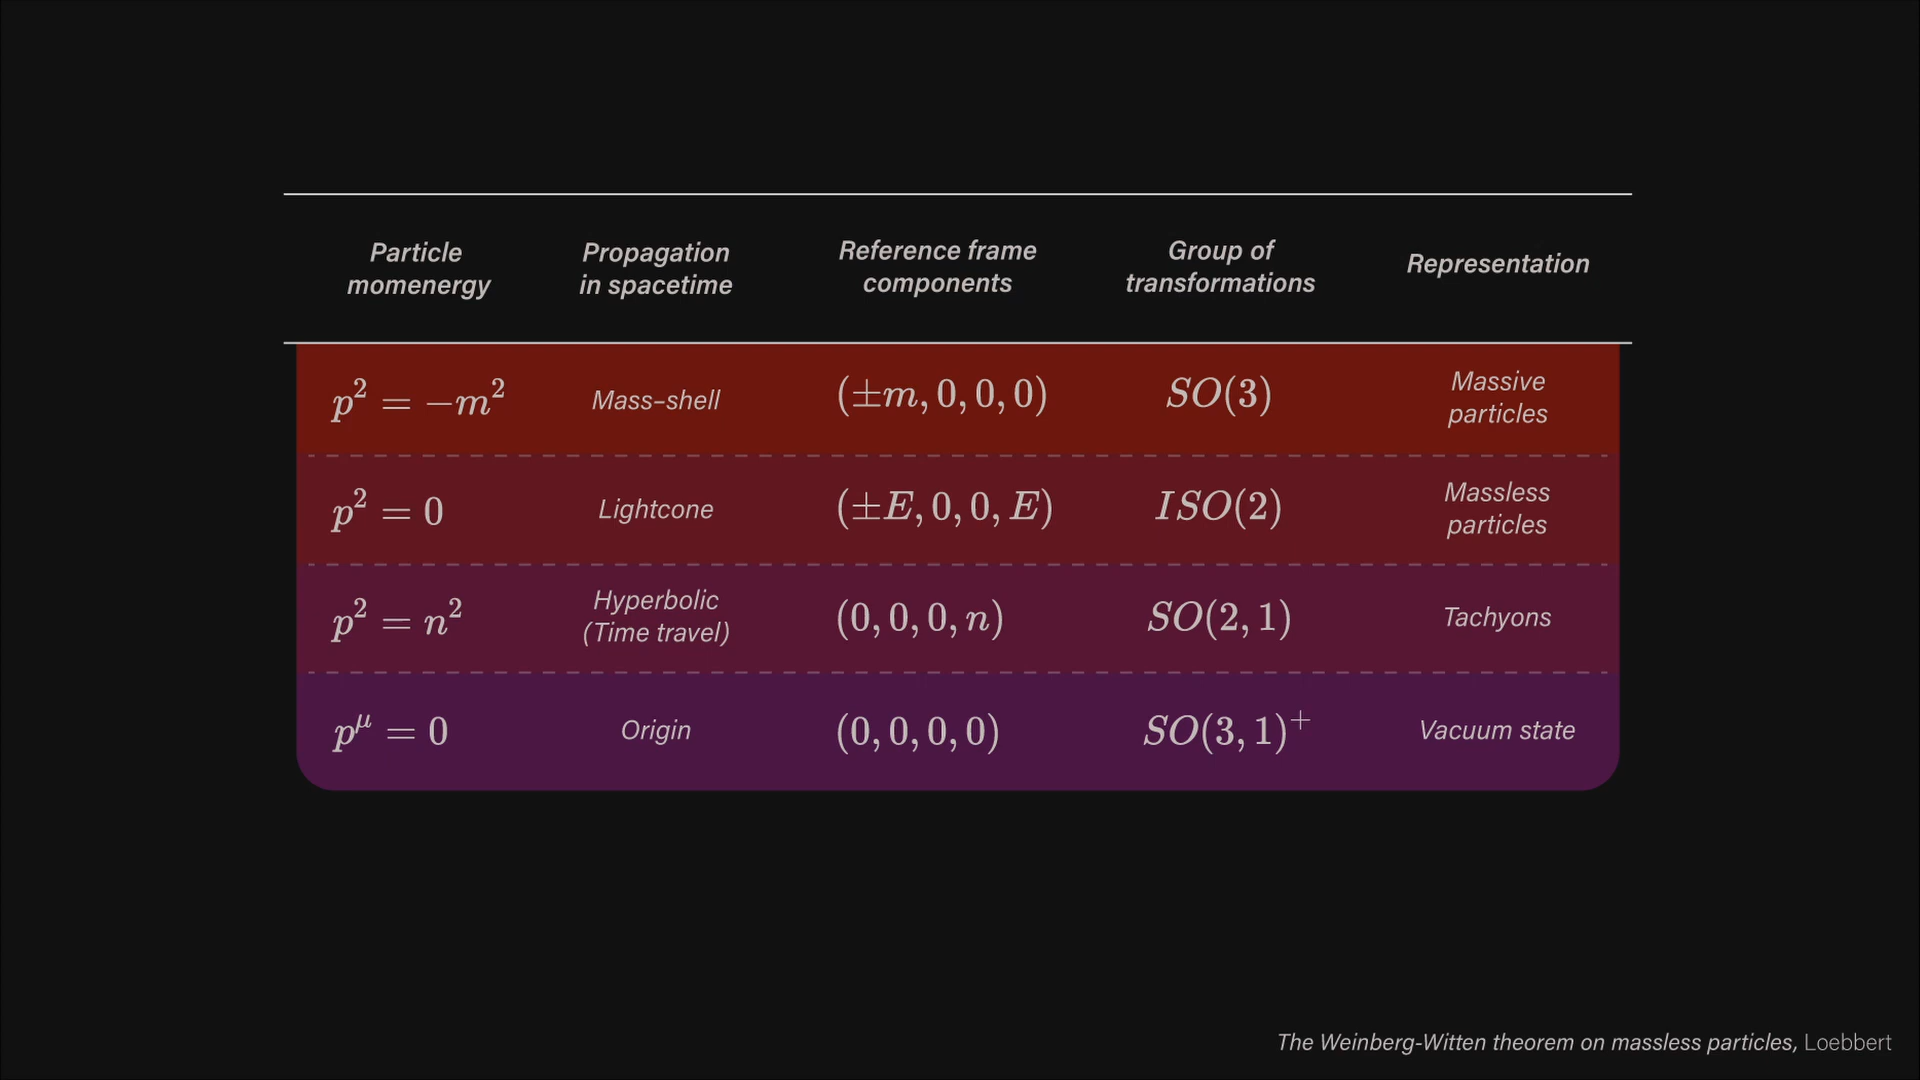 Particle
momenergy
Propagation
in spacetime
Reference frame
components
Group of
transformations
Representation
p² = −m²
Mass–shell
(±m, 0, 0, 0)
SO(3)
Massive
particles
p² = 0
Lightcone
(±E, 0, 0, E)
ISO(2)
Massless
particles
p² = n²
Hyperbolic
(Time travel)
(0, 0, 0, n)
SO(2, 1)
Tachyons
p^μ = 0
Origin
(0, 0, 0, 0)
SO(3, 1)⁺
Vacuum state
The Weinberg-Witten theorem on massless particles, Loebbert